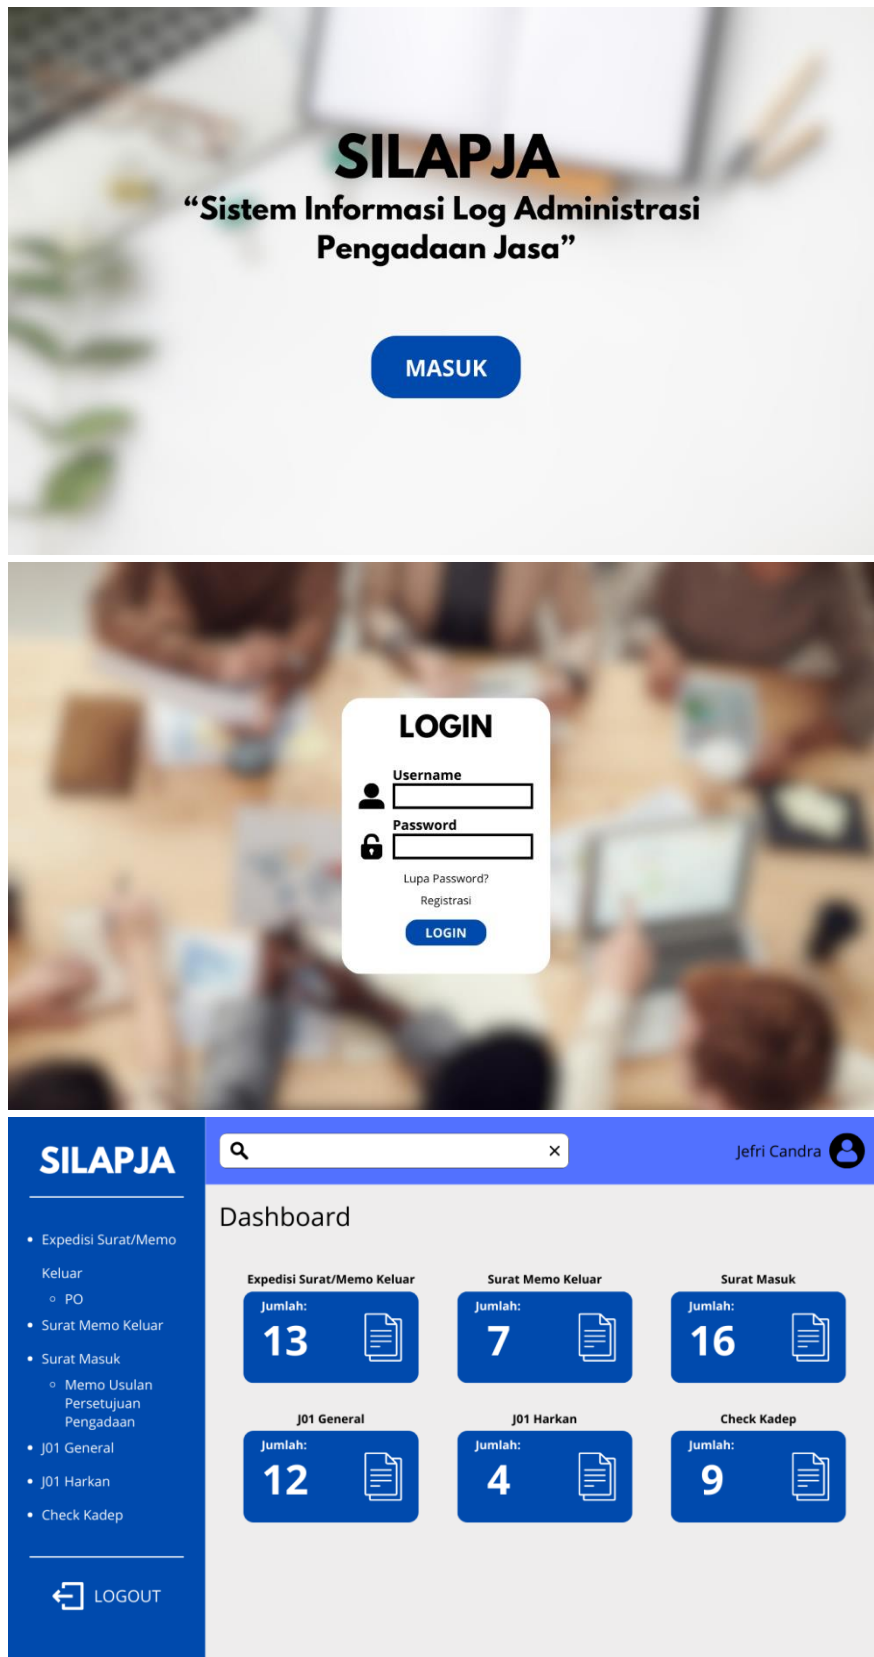 SILAPJA
“Sistem Informasi Log Administrasi
Pengadaan Jasa”
MASUK
LOGIN
Username
Password
Lupa Password?
Registrasi
LOGIN
SILAPJA
Expedisi Surat/Memo
Keluar
PO
Surat Memo Keluar
Surat Masuk
Memo Usulan
Persetujuan
Pengadaan
J01 General
J01 Harkan
Check Kadep
LOGOUT
Jefri Candra
Dashboard
Expedisi Surat/Memo Keluar
Jumlah:
13
Surat Memo Keluar
Jumlah:
7
Surat Masuk
Jumlah:
16
J01 General
Jumlah:
12
J01 Harkan
Jumlah:
4
Check Kadep
Jumlah:
9